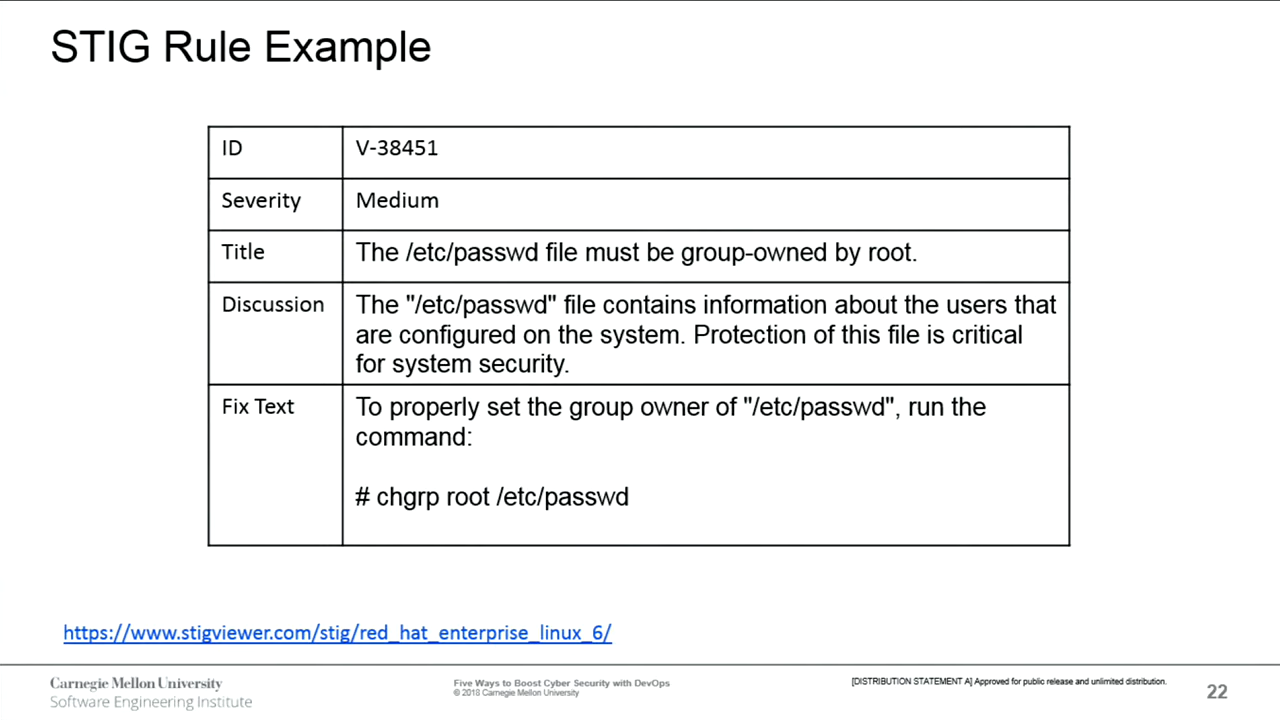 STIG Rule Example
ID
V-38451
Severity
Medium
Title
The /etc/passwd file must be group-owned by root.
Discussion
The "/etc/passwd" file contains information about the users that
are configured on the system. Protection of this file is critical
for system security.
Fix Text
To properly set the group owner of "/etc/passwd", run the
command:
# chgrp root /etc/passwd
https://www.stigviewer.com/stig/red_hat_enterprise_linux_6/
Carnegie Mellon University
Software Engineering Institute
Five Ways to Boost Cyber Security with DevOps
© 2018 Carnegie Mellon University
[DISTRIBUTION STATEMENT A] Approved for public release and unlimited distribution.
22